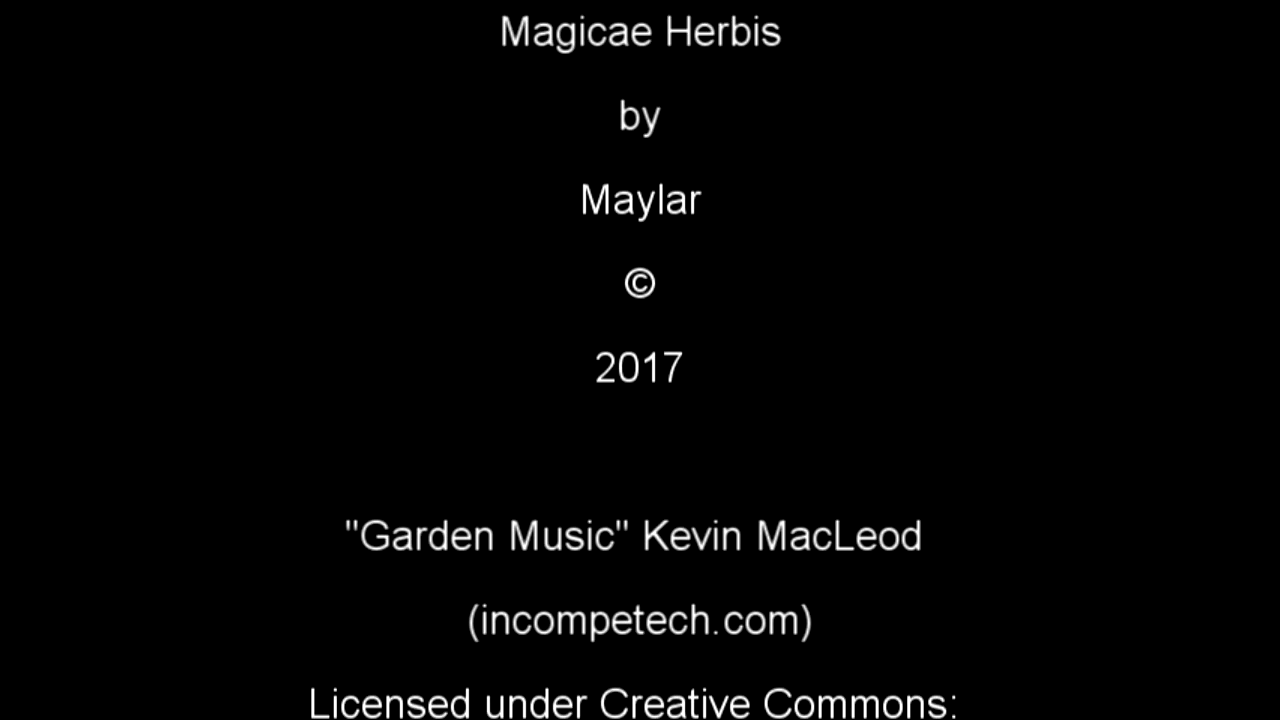 Magicae Herbis
by
Maylar
©
2017
"Garden Music" Kevin MacLeod
(incompetech.com)
Licensed under Creative Commons: